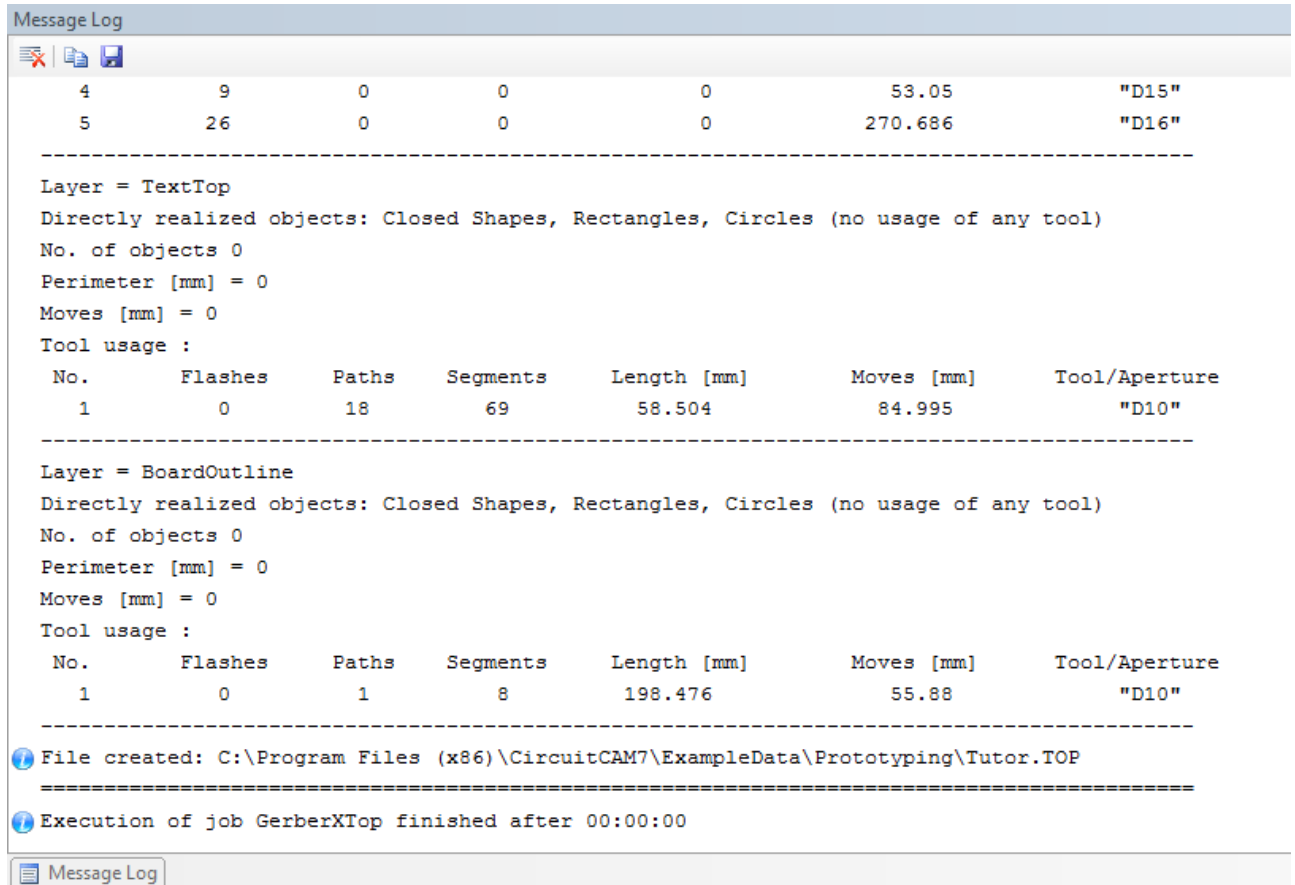 Message Log
4 9 0 0 0 53.05 "D15"
5 26 0 0 0 270.686 "D16"
------------------------------------------------------------------------------------------
Layer = TextTop
Directly realized objects: Closed Shapes, Rectangles, Circles (no usage of any tool)
No. of objects 0
Perimeter [mm] = 0
Moves [mm] = 0
Tool usage :
No. Flashes Paths Segments Length [mm] Moves [mm] Tool/Aperture
1 0 18 69 58.504 84.995 "D10"
------------------------------------------------------------------------------------------
Layer = BoardOutline
Directly realized objects: Closed Shapes, Rectangles, Circles (no usage of any tool)
No. of objects 0
Perimeter [mm] = 0
Moves [mm] = 0
Tool usage :
No. Flashes Paths Segments Length [mm] Moves [mm] Tool/Aperture
1 0 1 8 198.476 55.88 "D10"
------------------------------------------------------------------------------------------
File created: C:\Program Files (x86)\CircuitCAM7\ExampleData\Prototyping\Tutor.TOP
==========================================================================================
Execution of job GerberXTop finished after 00:00:00
Message Log